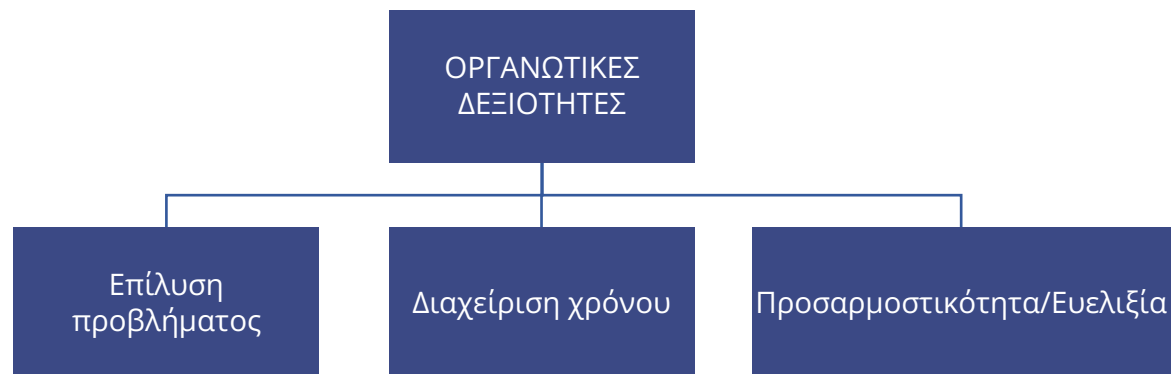 ΟΡΓΑΝΩΤΙΚΕΣ
ΔΕΞΙΟΤΗΤΕΣ
Επίλυση
προβλήματος
Διαχείριση χρόνου
Προσαρμοστικότητα/Ευελιξία